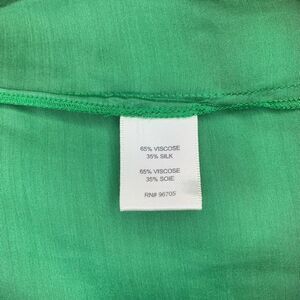 65% VISCOSE
35% SILK
65% VISCOSE
35% SOIE
RN# 96705